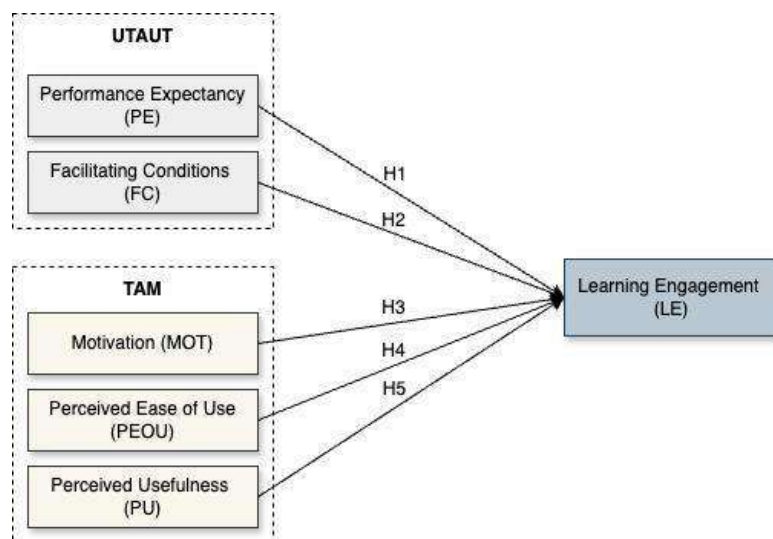 UTAUT
Performance Expectancy
(PE)
Facilitating Conditions
(FC)
H1
H2
TAM
Motivation (MOT)
Perceived Ease of Use
(PEOU)
Perceived Usefulness
(PU)
H3
H4
H5
Learning Engagement
(LE)